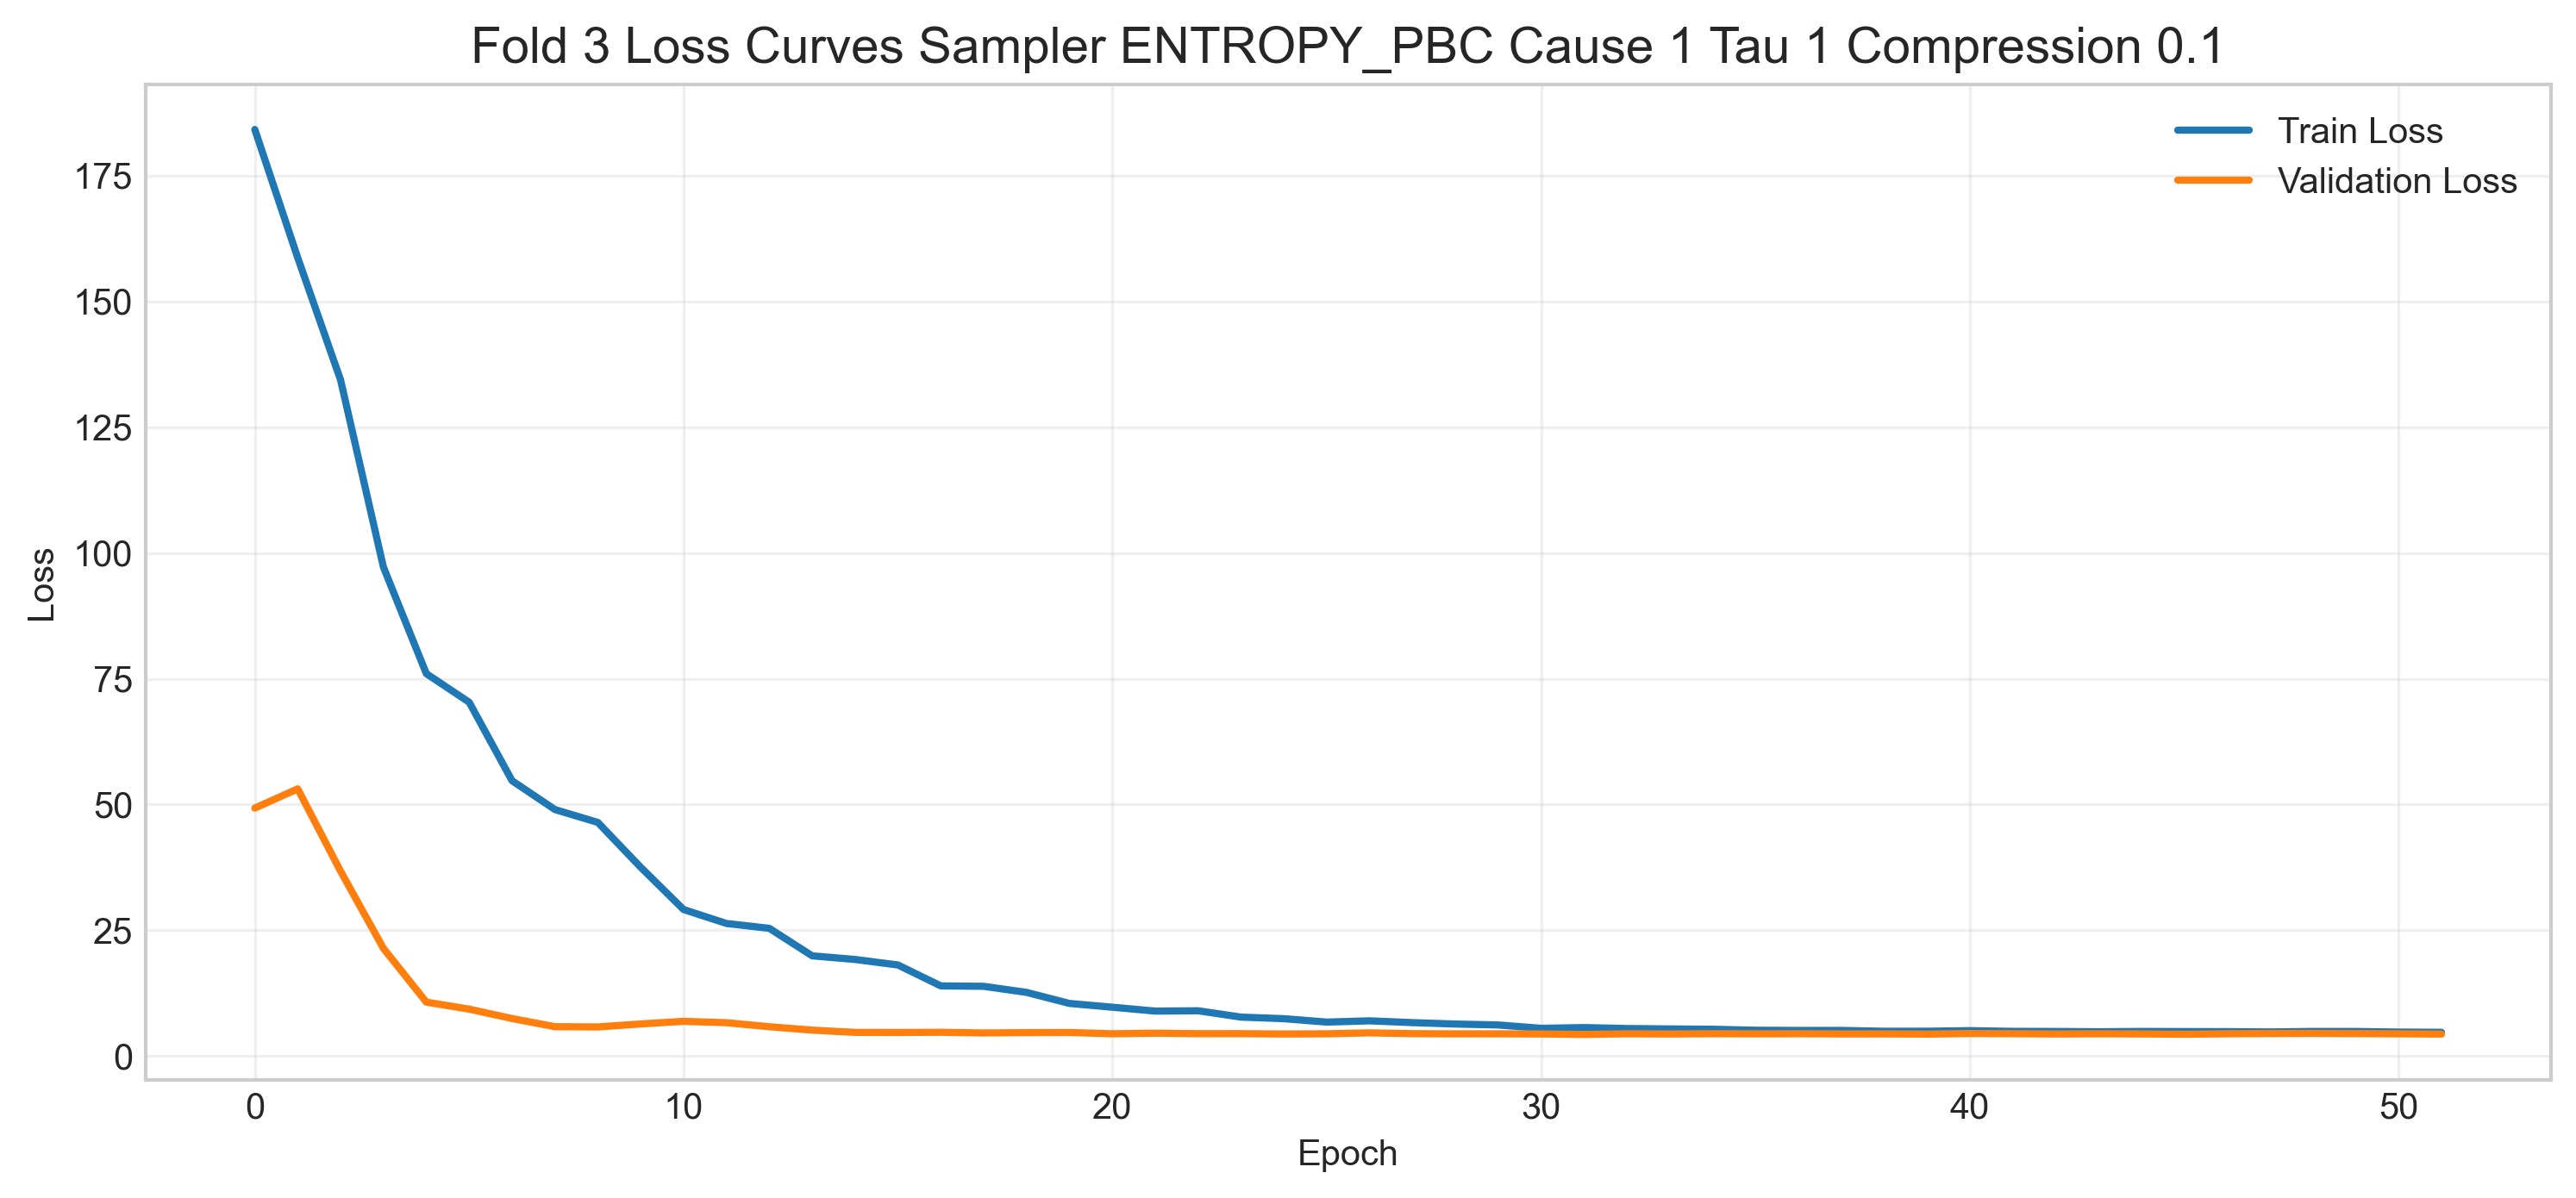 Fold 3 Loss Curves Sampler ENTROPY_PBC Cause 1 Tau 1 Compression 0.1
Train Loss
Validation Loss
175
150
125
100
75
50
25
0
Loss
0 10 20 30 40 50
Epoch